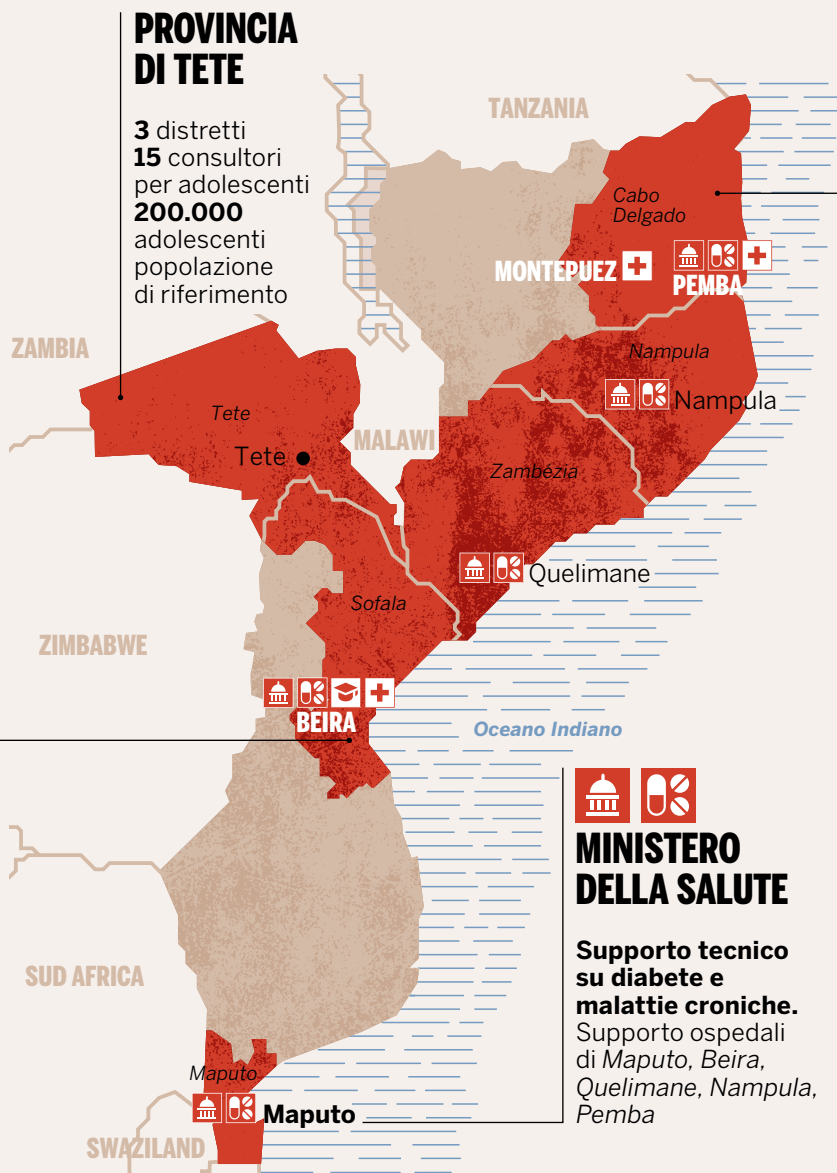 PROVINCIA
DI TETE
3 distretti
15 consultori
per adolescenti
200.000
adolescenti
popolazione
di riferimento
TANZANIA
Cabo
Delgado
MONTEPUEZ
PEMBA
ZAMBIA
Nampula
Nampula
Tete
Tete
MALAWI
Zambézia
Quelimane
Sofala
ZIMBABWE
BEIRA
Oceano Indiano
MINISTERO
DELLA SALUTE
Supporto tecnico
su diabete e
malattie croniche.
Supporto ospedali
di Maputo, Beira,
Quelimane, Nampula,
Pemba
SUD AFRICA
Maputo
Maputo
SWAZILAND